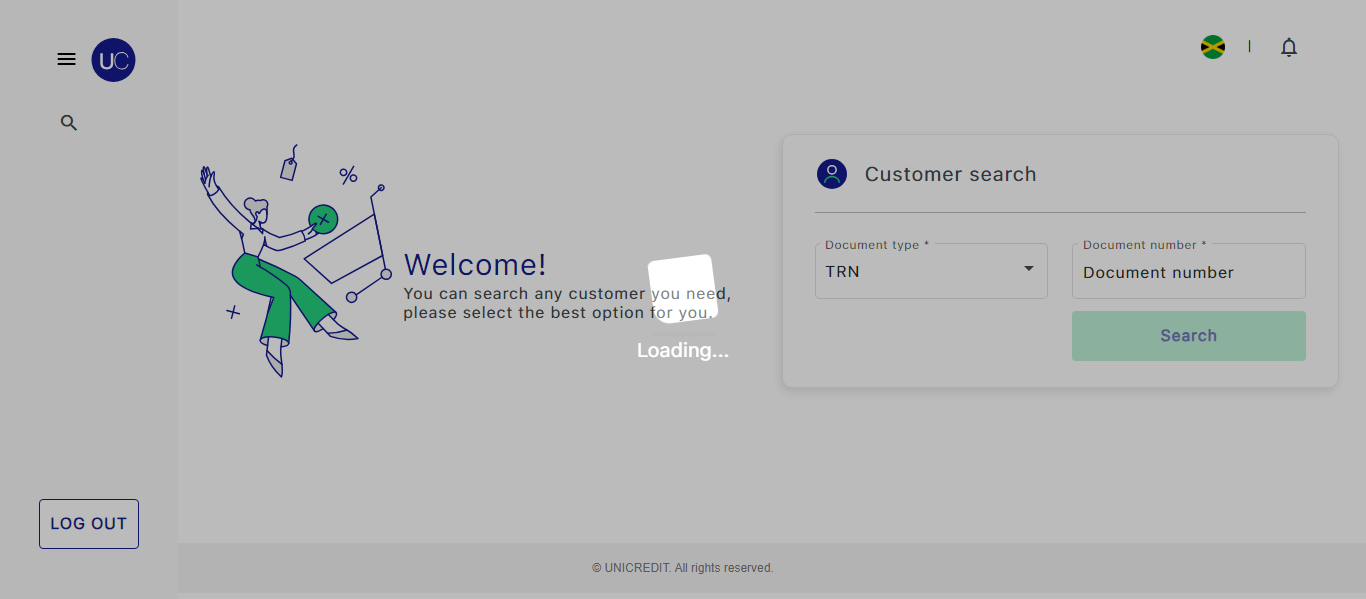 UC
Customer search
Document type *
TRN
Document number *
Document number
Search
Welcome!
You can search any customer you need,
please select the best option for you.
Loading...
LOG OUT
© UNICREDIT. All rights reserved.